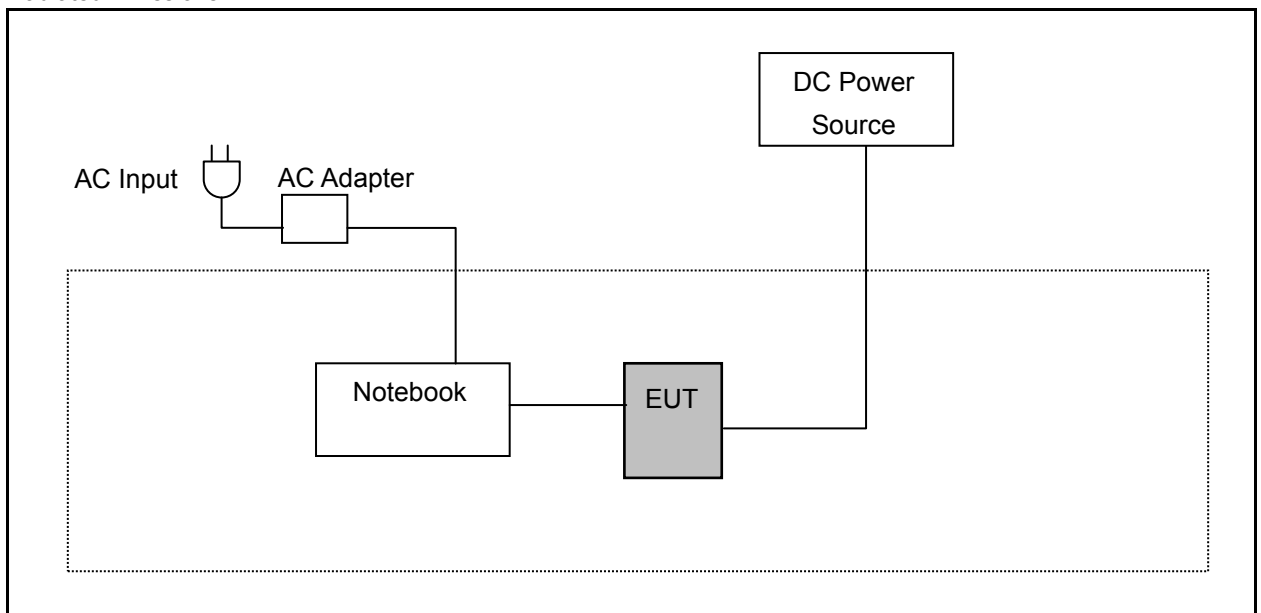 DC Power
Source
AC Input
AC Adapter
Notebook
EUT